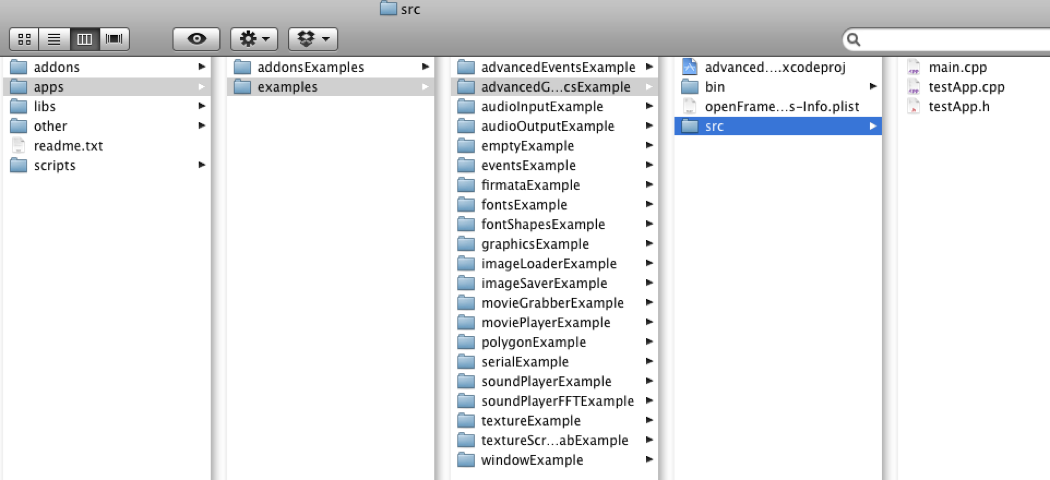 src
addons
apps
libs
other
readme.txt
scripts
addonsExamples
examples
advancedEventsExample
advancedG...csExample
audioInputExample
audioOutputExample
emptyExample
eventsExample
firmataExample
fontsExample
fontShapesExample
graphicsExample
imageLoaderExample
imageSaverExample
movieGrabberExample
moviePlayerExample
polygonExample
serialExample
soundPlayerExample
soundPlayerFFTExample
textureExample
textureScr...abExample
windowExample
advanced....xcodeproj
bin
openFrame...s-Info.plist
src
main.cpp
testApp.cpp
testApp.h